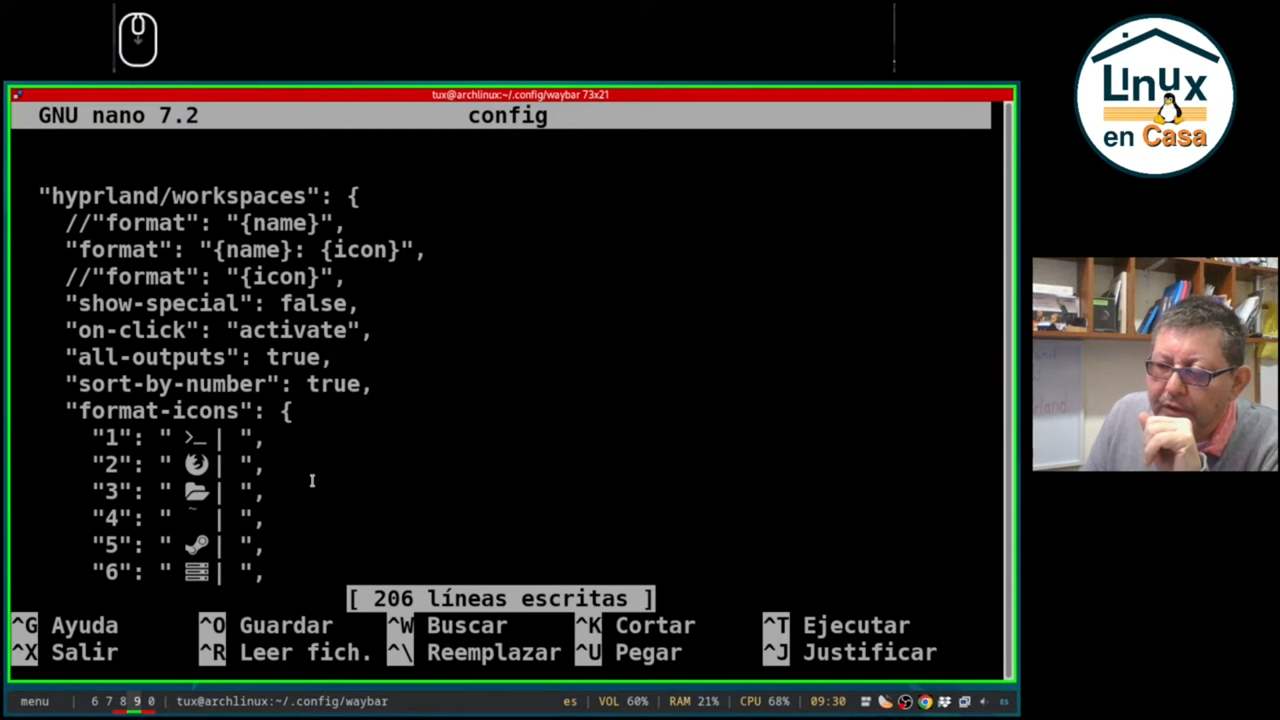 LInux
en Casa
tux@archlinux:~/.config/waybar 73x21
GNU nano 7.2 config
"hyprland/workspaces": {
//"format": "{name}",
"format": "{name}: {icon}",
//"format": "{icon}",
"show-special": false,
"on-click": "activate",
"all-outputs": true,
"sort-by-number": true,
"format-icons": {
"1": " >_| ",
"2": " | ",
"3": " | ",
"4": " ~ | ",
"5": " | ",
"6": " | ",
[ 206 líneas escritas ]
^G Ayuda ^O Guardar ^W Buscar ^K Cortar ^T Ejecutar
^X Salir ^R Leer fich. ^\ Reemplazar ^U Pegar ^J Justificar
menu | 6 7 8 9 0 | tux@archlinux:~/.config/waybar es | VOL 60% | RAM 21% | CPU 68% | 09:30 ES